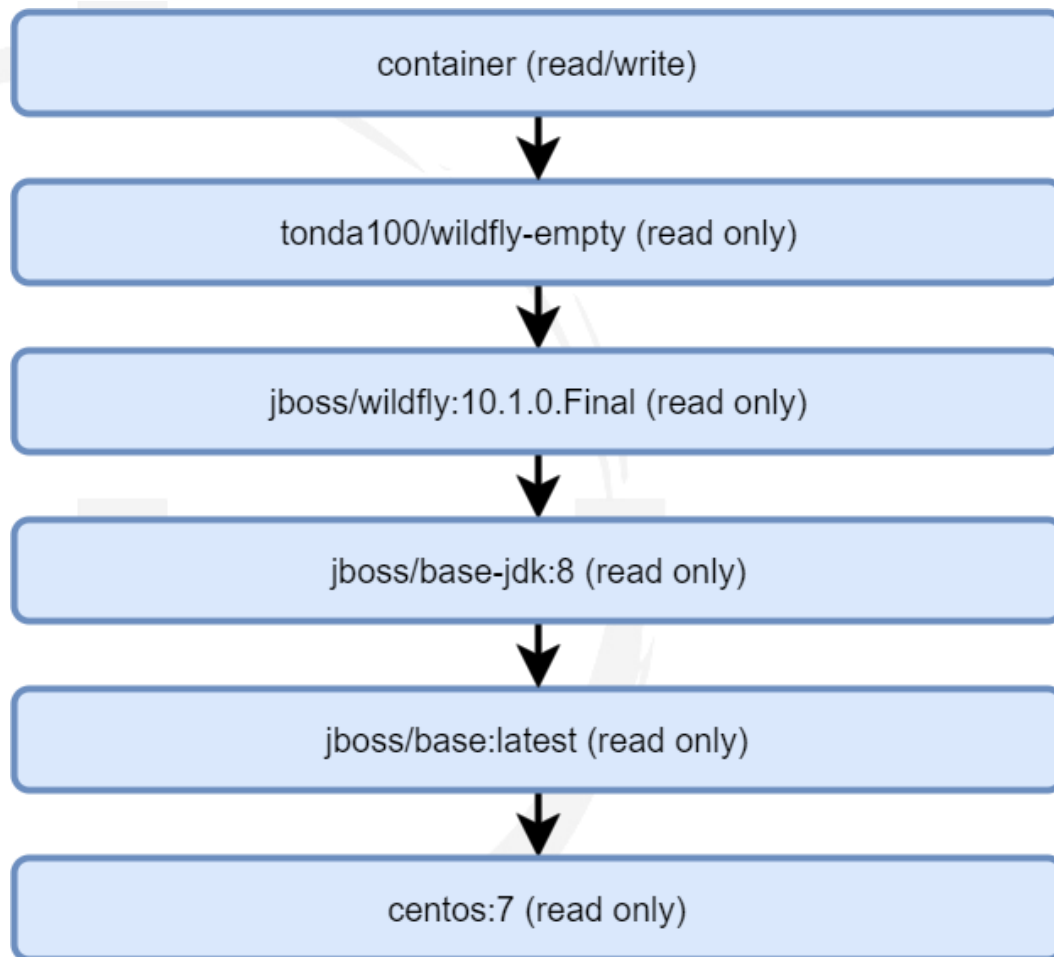 container (read/write)
tonda100/wildfly-empty (read only)
jboss/wildfly:10.1.0.Final (read only)
jboss/base-jdk:8 (read only)
jboss/base:latest (read only)
centos:7 (read only)